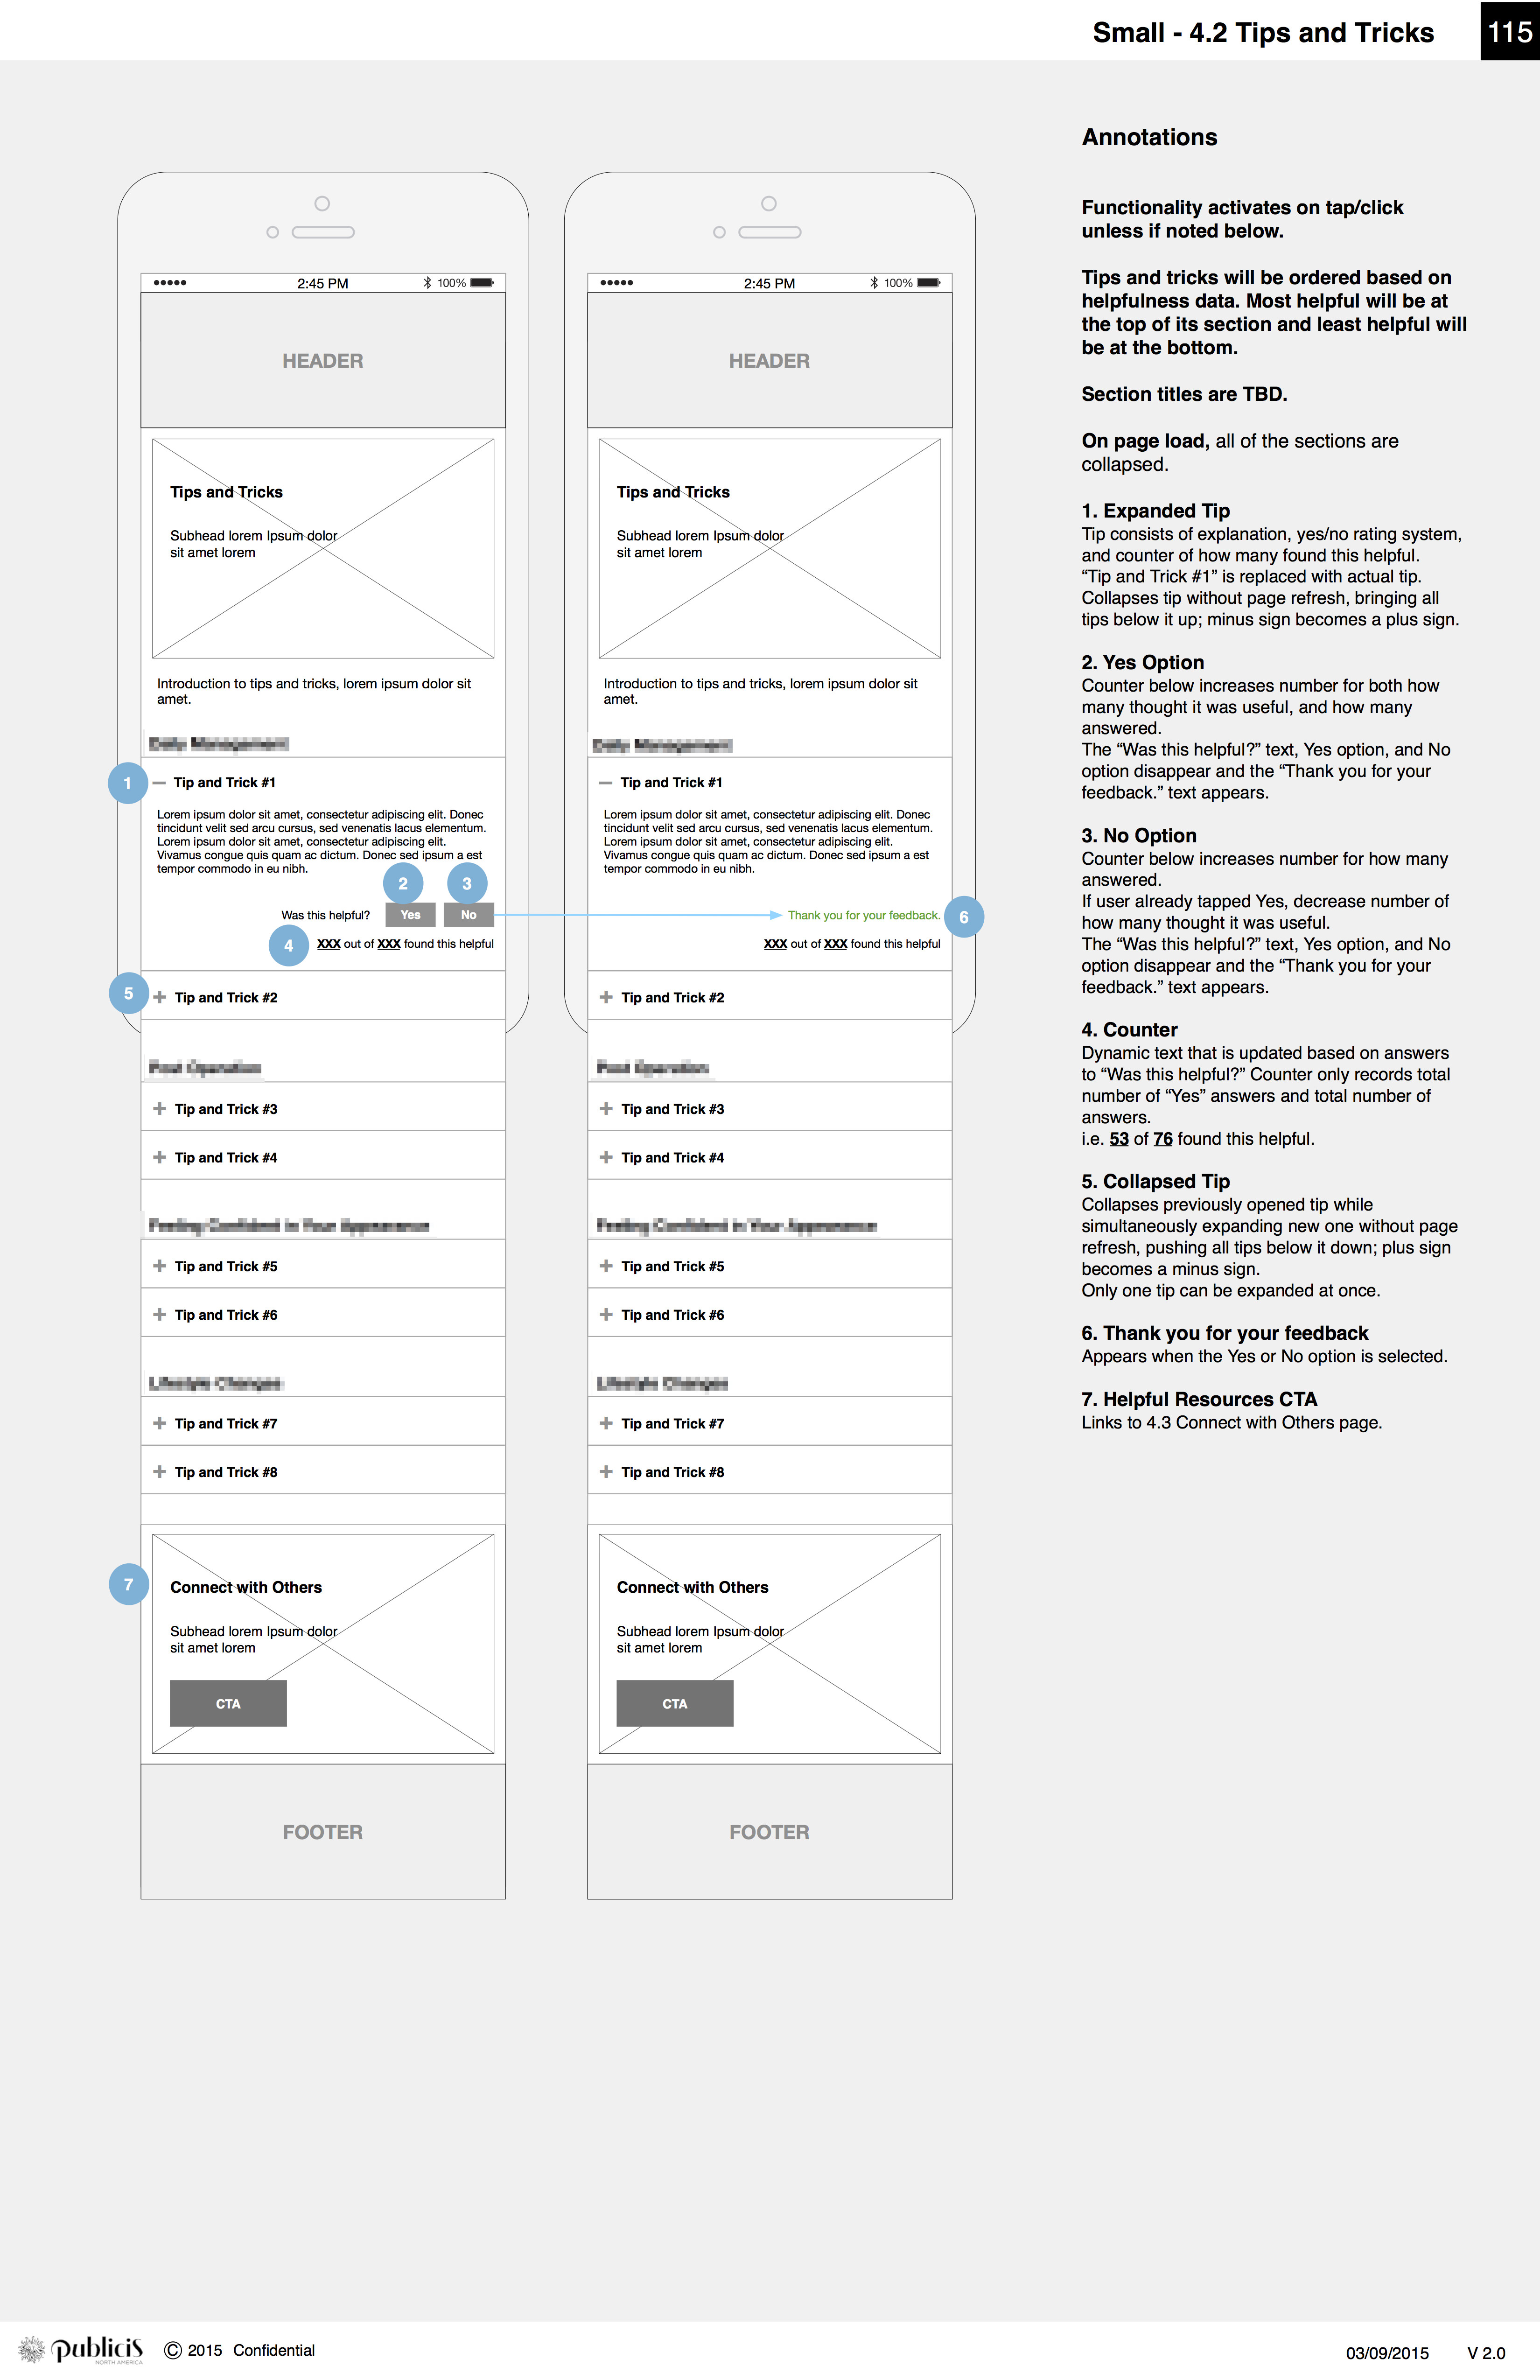 Small - 4.2 Tips and Tricks
115
Annotations
Functionality activates on tap/click
unless if noted below.
Tips and tricks will be ordered based on
helpfulness data. Most helpful will be at
the top of its section and least helpful will
be at the bottom.
Section titles are TBD.
On page load, all of the sections are
collapsed.
1. Expanded Tip
Tip consists of explanation, yes/no rating system,
and counter of how many found this helpful.
“Tip and Trick #1” is replaced with actual tip.
Collapses tip without page refresh, bringing all
tips below it up; minus sign becomes a plus sign.
2. Yes Option
Counter below increases number for both how
many thought it was useful, and how many
answered.
The “Was this helpful?” text, Yes option, and No
option disappear and the “Thank you for your
feedback.” text appears.
3. No Option
Counter below increases number for how many
answered.
If user already tapped Yes, decrease number of
how many thought it was useful.
The “Was this helpful?” text, Yes option, and No
option disappear and the “Thank you for your
feedback.” text appears.
4. Counter
Dynamic text that is updated based on answers
to “Was this helpful?” Counter only records total
number of “Yes” answers and total number of
answers.
i.e. 53 of 76 found this helpful.
5. Collapsed Tip
Collapses previously opened tip while
simultaneously expanding new one without page
refresh, pushing all tips below it down; plus sign
becomes a minus sign.
Only one tip can be expanded at once.
6. Thank you for your feedback
Appears when the Yes or No option is selected.
7. Helpful Resources CTA
Links to 4.3 Connect with Others page.
2:45 PM
100%
HEADER
Tips and Tricks
Subhead lorem Ipsum dolor
sit amet lorem
Introduction to tips and tricks, lorem ipsum dolor sit
amet.
1
Tip and Trick #1
Lorem ipsum dolor sit amet, consectetur adipiscing elit. Donec
tincidunt velit sed arcu cursus, sed venenatis lacus elementum.
Lorem ipsum dolor sit amet, consectetur adipiscing elit.
Vivamus congue quis quam ac dictum. Donec sed ipsum a est
tempor commodo in eu nibh.
2
3
Was this helpful? Yes No
4
XXX out of XXX found this helpful
5
Tip and Trick #2
Tip and Trick #3
Tip and Trick #4
Tip and Trick #5
Tip and Trick #6
Tip and Trick #7
Tip and Trick #8
7
Connect with Others
Subhead lorem Ipsum dolor
sit amet lorem
CTA
FOOTER
2:45 PM
100%
HEADER
Tips and Tricks
Subhead lorem Ipsum dolor
sit amet lorem
Introduction to tips and tricks, lorem ipsum dolor sit
amet.
Tip and Trick #1
Lorem ipsum dolor sit amet, consectetur adipiscing elit. Donec
tincidunt velit sed arcu cursus, sed venenatis lacus elementum.
Lorem ipsum dolor sit amet, consectetur adipiscing elit.
Vivamus congue quis quam ac dictum. Donec sed ipsum a est
tempor commodo in eu nibh.
Thank you for your feedback.
6
XXX out of XXX found this helpful
Tip and Trick #2
Tip and Trick #3
Tip and Trick #4
Tip and Trick #5
Tip and Trick #6
Tip and Trick #7
Tip and Trick #8
Connect with Others
Subhead lorem Ipsum dolor
sit amet lorem
CTA
FOOTER
publicis
NORTH AMERICA
© 2015 Confidential
03/09/2015
V 2.0